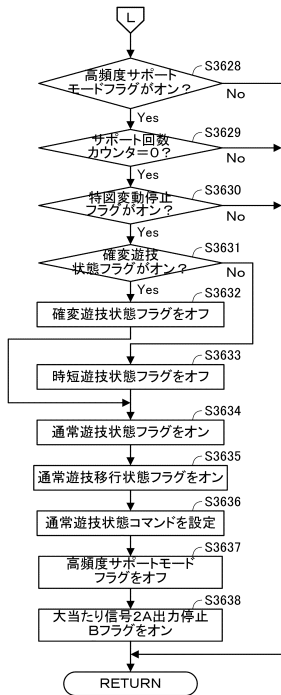 L
S3628
高頻度サポート
モードフラグがオン？
No
Yes
S3629
サポート回数
カウンタ=0？
No
Yes
S3630
特図変動停止
フラグがオン？
No
Yes
S3631
確変遊技
状態フラグがオン？
No
Yes
S3632
確変遊技状態フラグをオフ
S3633
時短遊技状態フラグをオフ
S3634
通常遊技状態フラグをオン
S3635
通常遊技移行状態フラグをオン
S3636
通常遊技状態コマンドを設定
S3637
高頻度サポートモード
フラグをオフ
S3638
大当たり信号2A出力停止
Bフラグをオン
RETURN